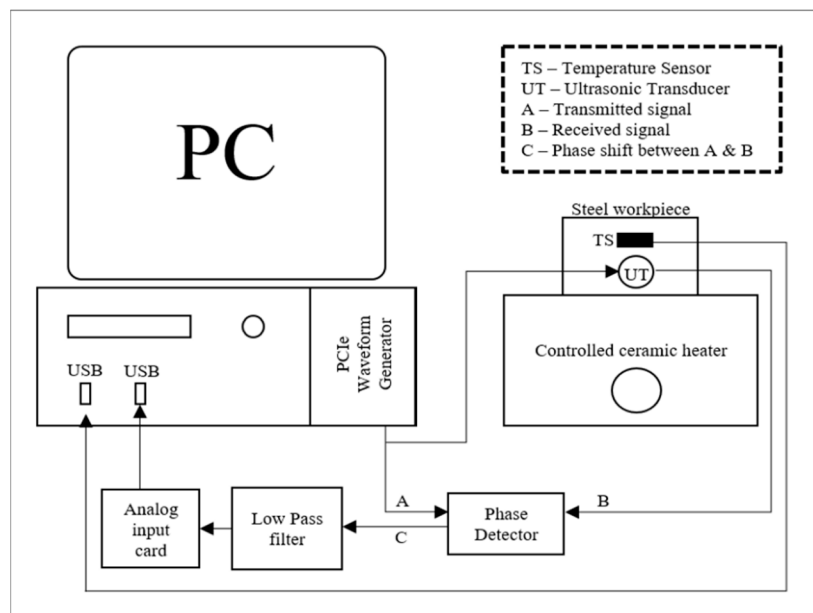 PC
TS – Temperature Sensor
UT – Ultrasonic Transducer
A – Transmitted signal
B – Received signal
C – Phase shift between A & B
Steel workpiece
TS
UT
Controlled ceramic heater
USB
USB
PCIe
Waveform
Generator
A
B
C
Analog
input
card
Low Pass
filter
Phase
Detector